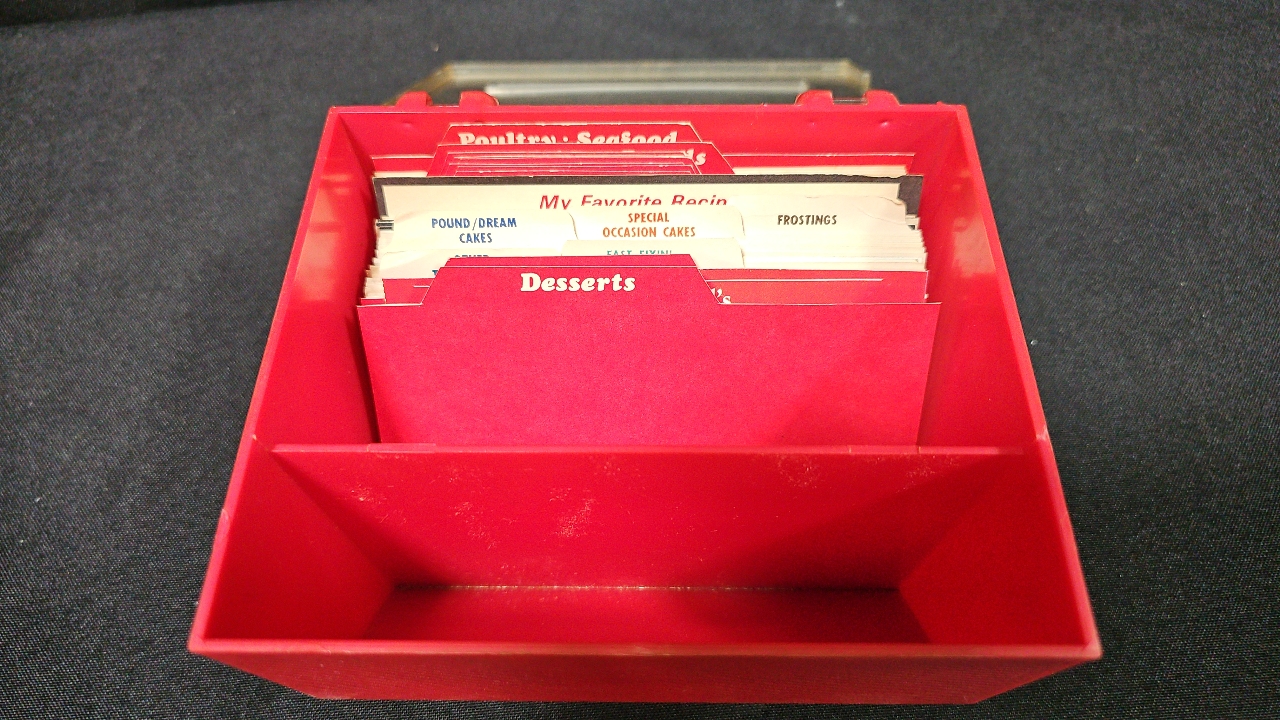 Poultry · Seafood
My Favorite Recip
POUND/DREAM
CAKES
SPECIAL
OCCASION CAKES
FROSTINGS
Desserts